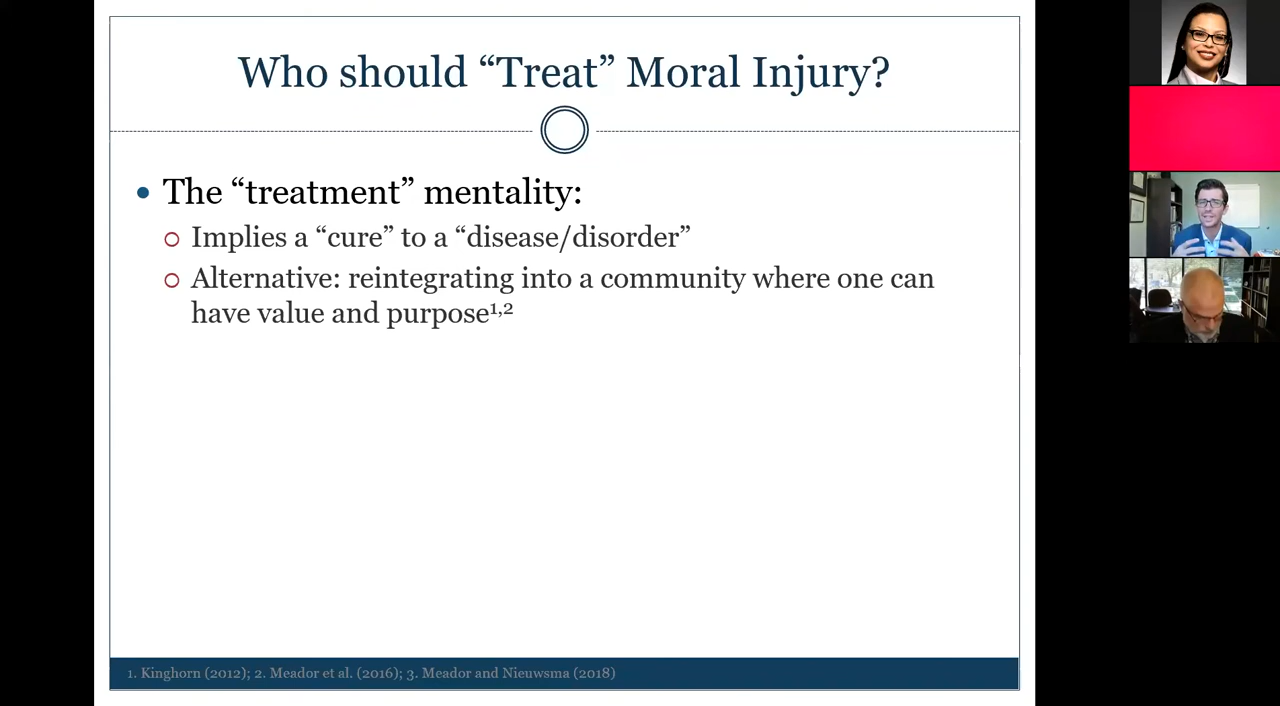 Who should “Treat” Moral Injury?
The “treatment” mentality:
Implies a “cure” to a “disease/disorder”
Alternative: reintegrating into a community where one can
have value and purpose¹,²
1. Kinghorn (2012); 2. Meador et al. (2016); 3. Meador and Nieuwsma (2018)